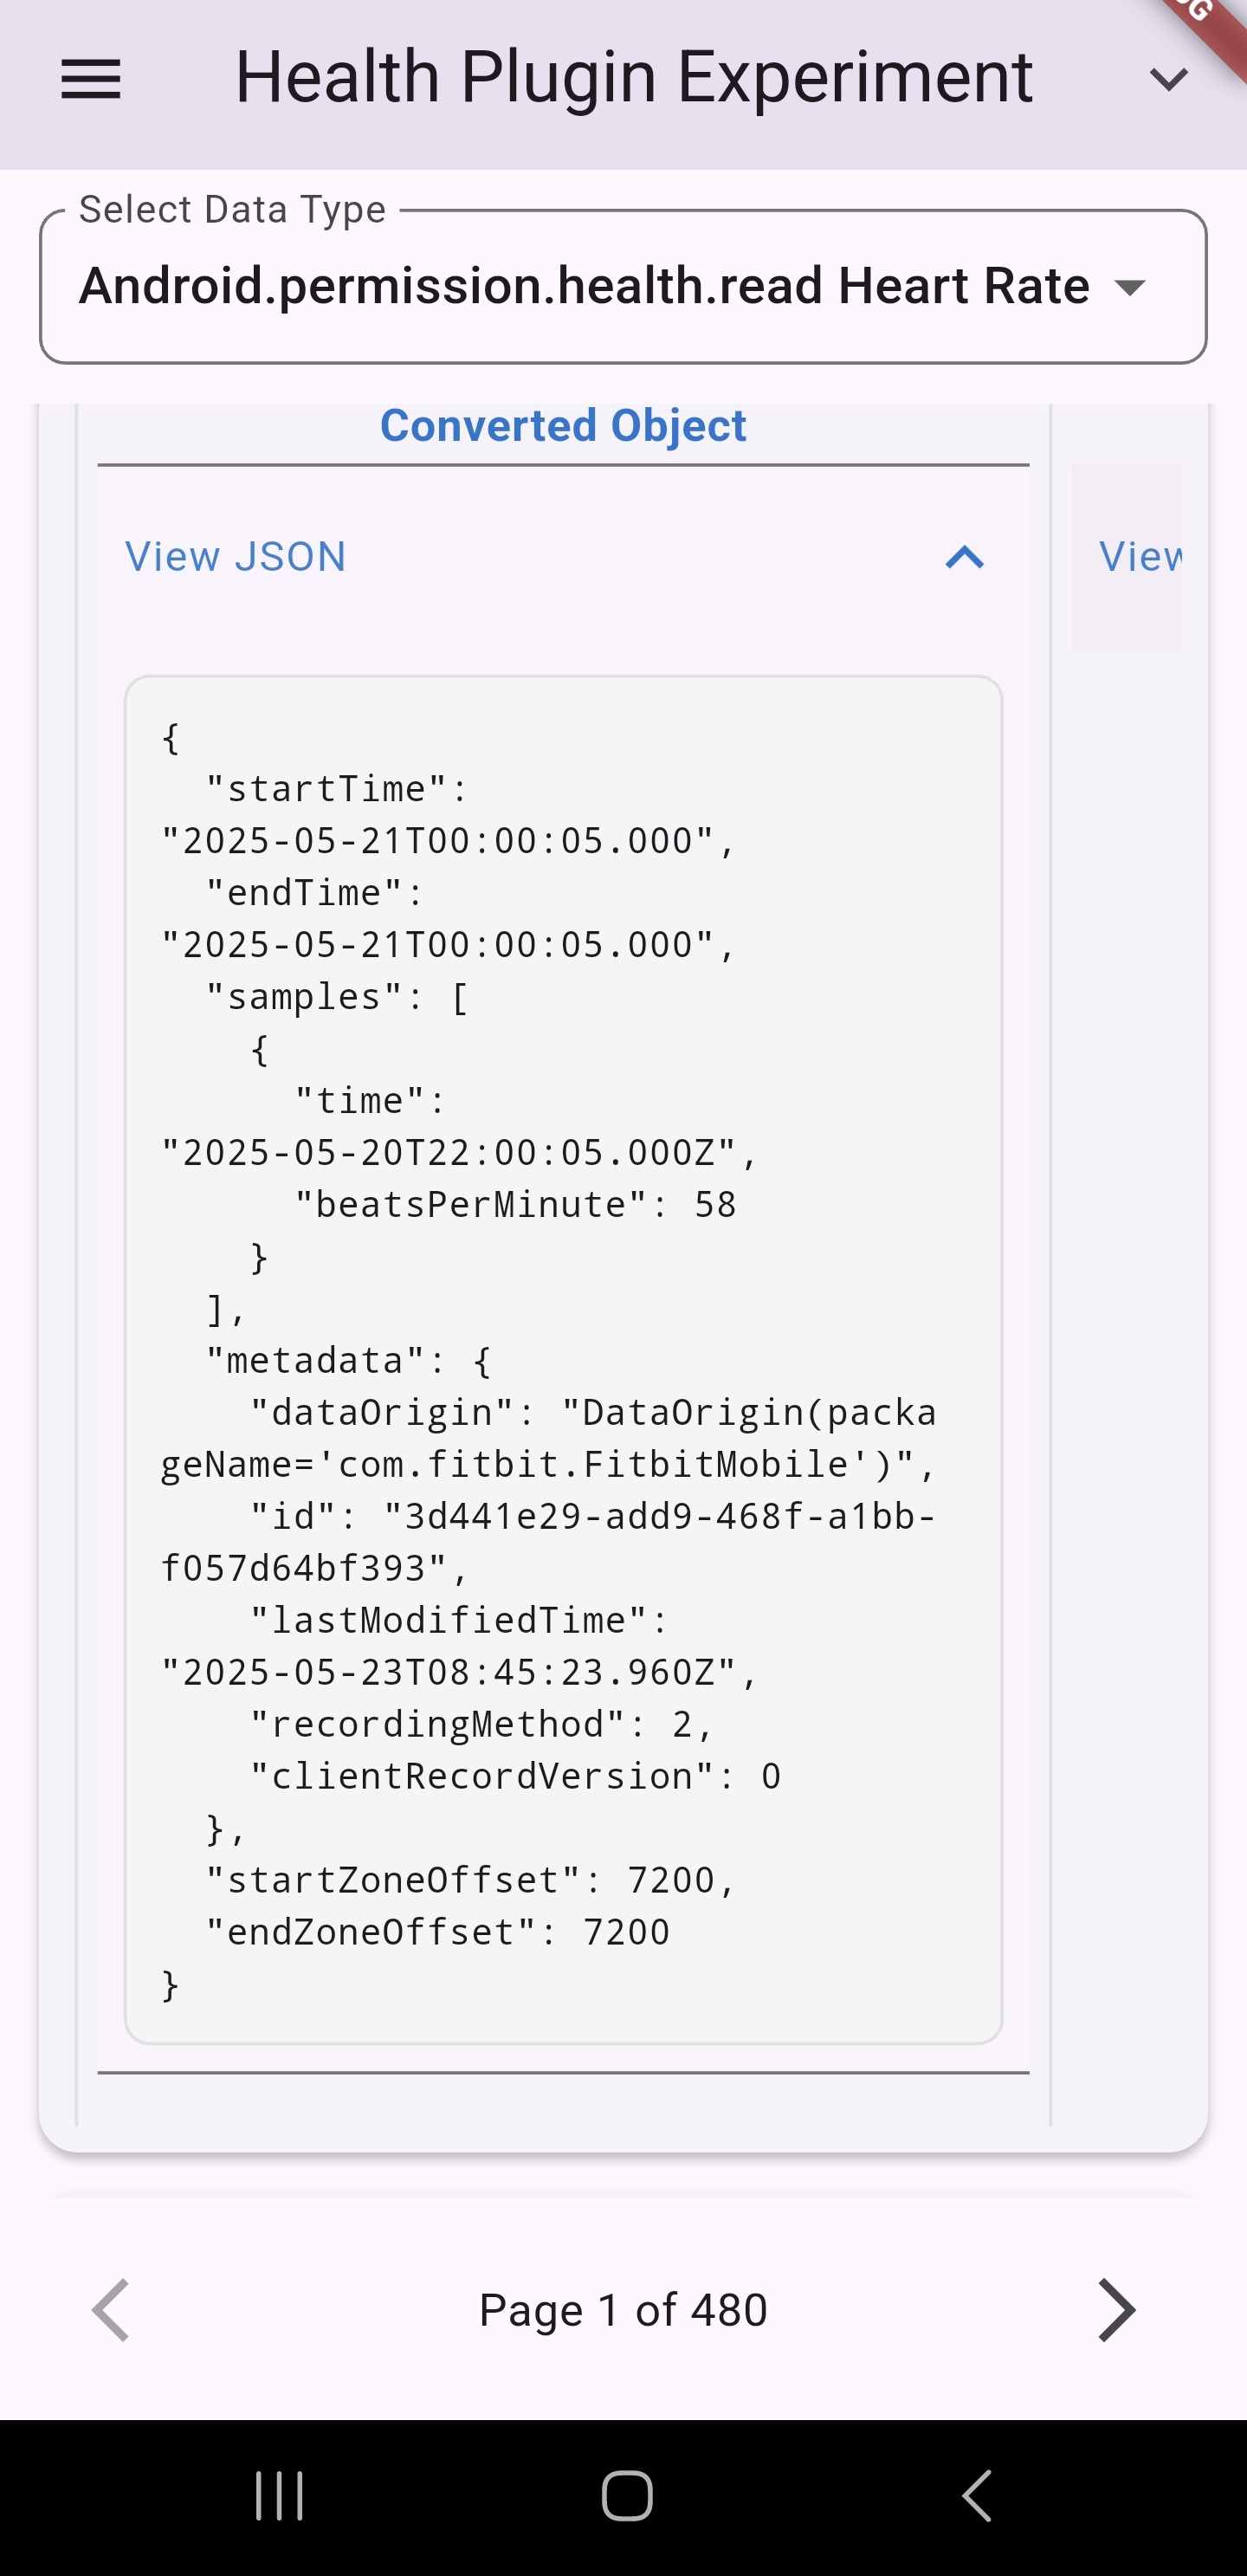 Health Plugin Experiment
Select Data Type
Android.permission.health.read Heart Rate
Converted Object
View JSON
View
{
  "startTime":
"2025-05-21T00:00:05.000",
  "endTime":
"2025-05-21T00:00:05.000",
  "samples": [
    {
      "time":
"2025-05-20T22:00:05.000Z",
      "beatsPerMinute": 58
    }
  ],
  "metadata": {
    "dataOrigin": "DataOrigin(packa
geName='com.fitbit.FitbitMobile')",
    "id": "3d441e29-add9-468f-a1bb-
f057d64bf393",
    "lastModifiedTime":
"2025-05-23T08:45:23.960Z",
    "recordingMethod": 2,
    "clientRecordVersion": 0
  },
  "startZoneOffset": 7200,
  "endZoneOffset": 7200
}
Page 1 of 480